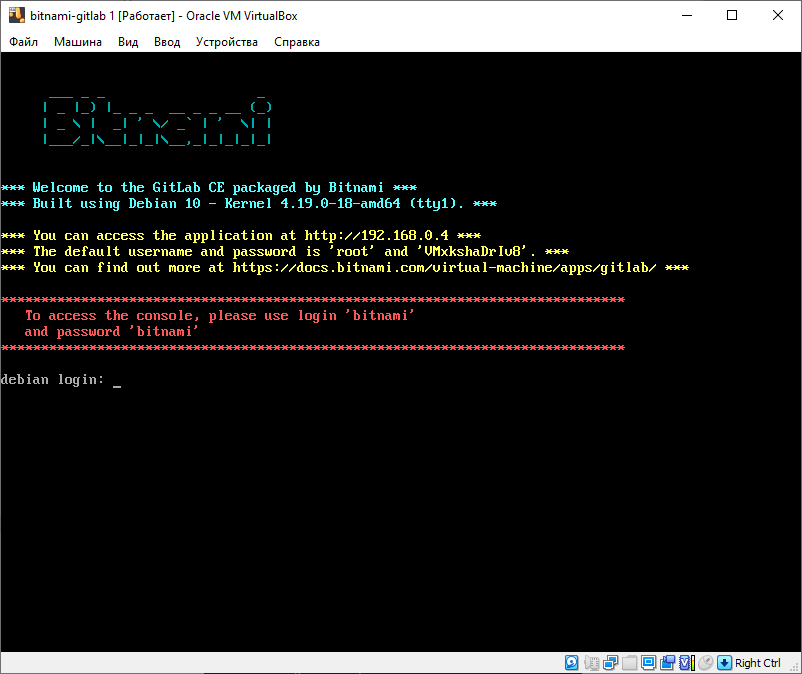 bitnami-gitlab 1 [Работает] - Oracle VM VirtualBox
Файл Машина Вид Ввод Устройства Справка
Bitnami
*** Welcome to the GitLab CE packaged by Bitnami ***
*** Built using Debian 10 - Kernel 4.19.0-18-amd64 (tty1). ***
*** You can access the application at http://192.168.0.4 ***
*** The default username and password is 'root' and 'VMxkshaDrIv8'. ***
*** You can find out more at https://docs.bitnami.com/virtual-machine/apps/gitlab/ ***
******************************************************************************
To access the console, please use login 'bitnami'
and password 'bitnami'
******************************************************************************
debian login: _
Right Ctrl